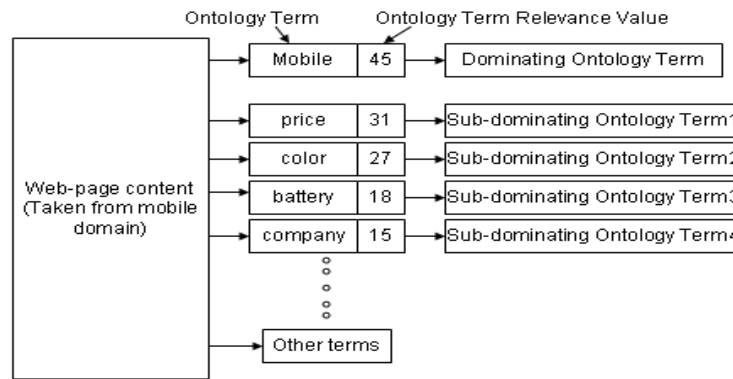 Ontology Term
Ontology Term Relevance Value
Mobile 45 Dominating Ontology Term
price 31 Sub-dominating Ontology Term1
color 27 Sub-dominating Ontology Term2
battery 18 Sub-dominating Ontology Term3
company 15 Sub-dominating Ontology Term4
Web-page content
(Taken from mobile
domain)
Other terms